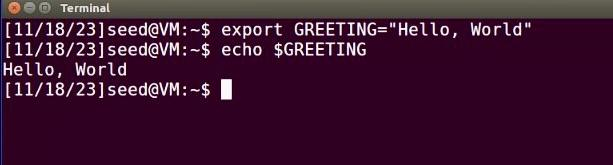 Terminal
[11/18/23]seed@VM:~$ export GREETING="Hello, World"
[11/18/23]seed@VM:~$ echo $GREETING
Hello, World
[11/18/23]seed@VM:~$